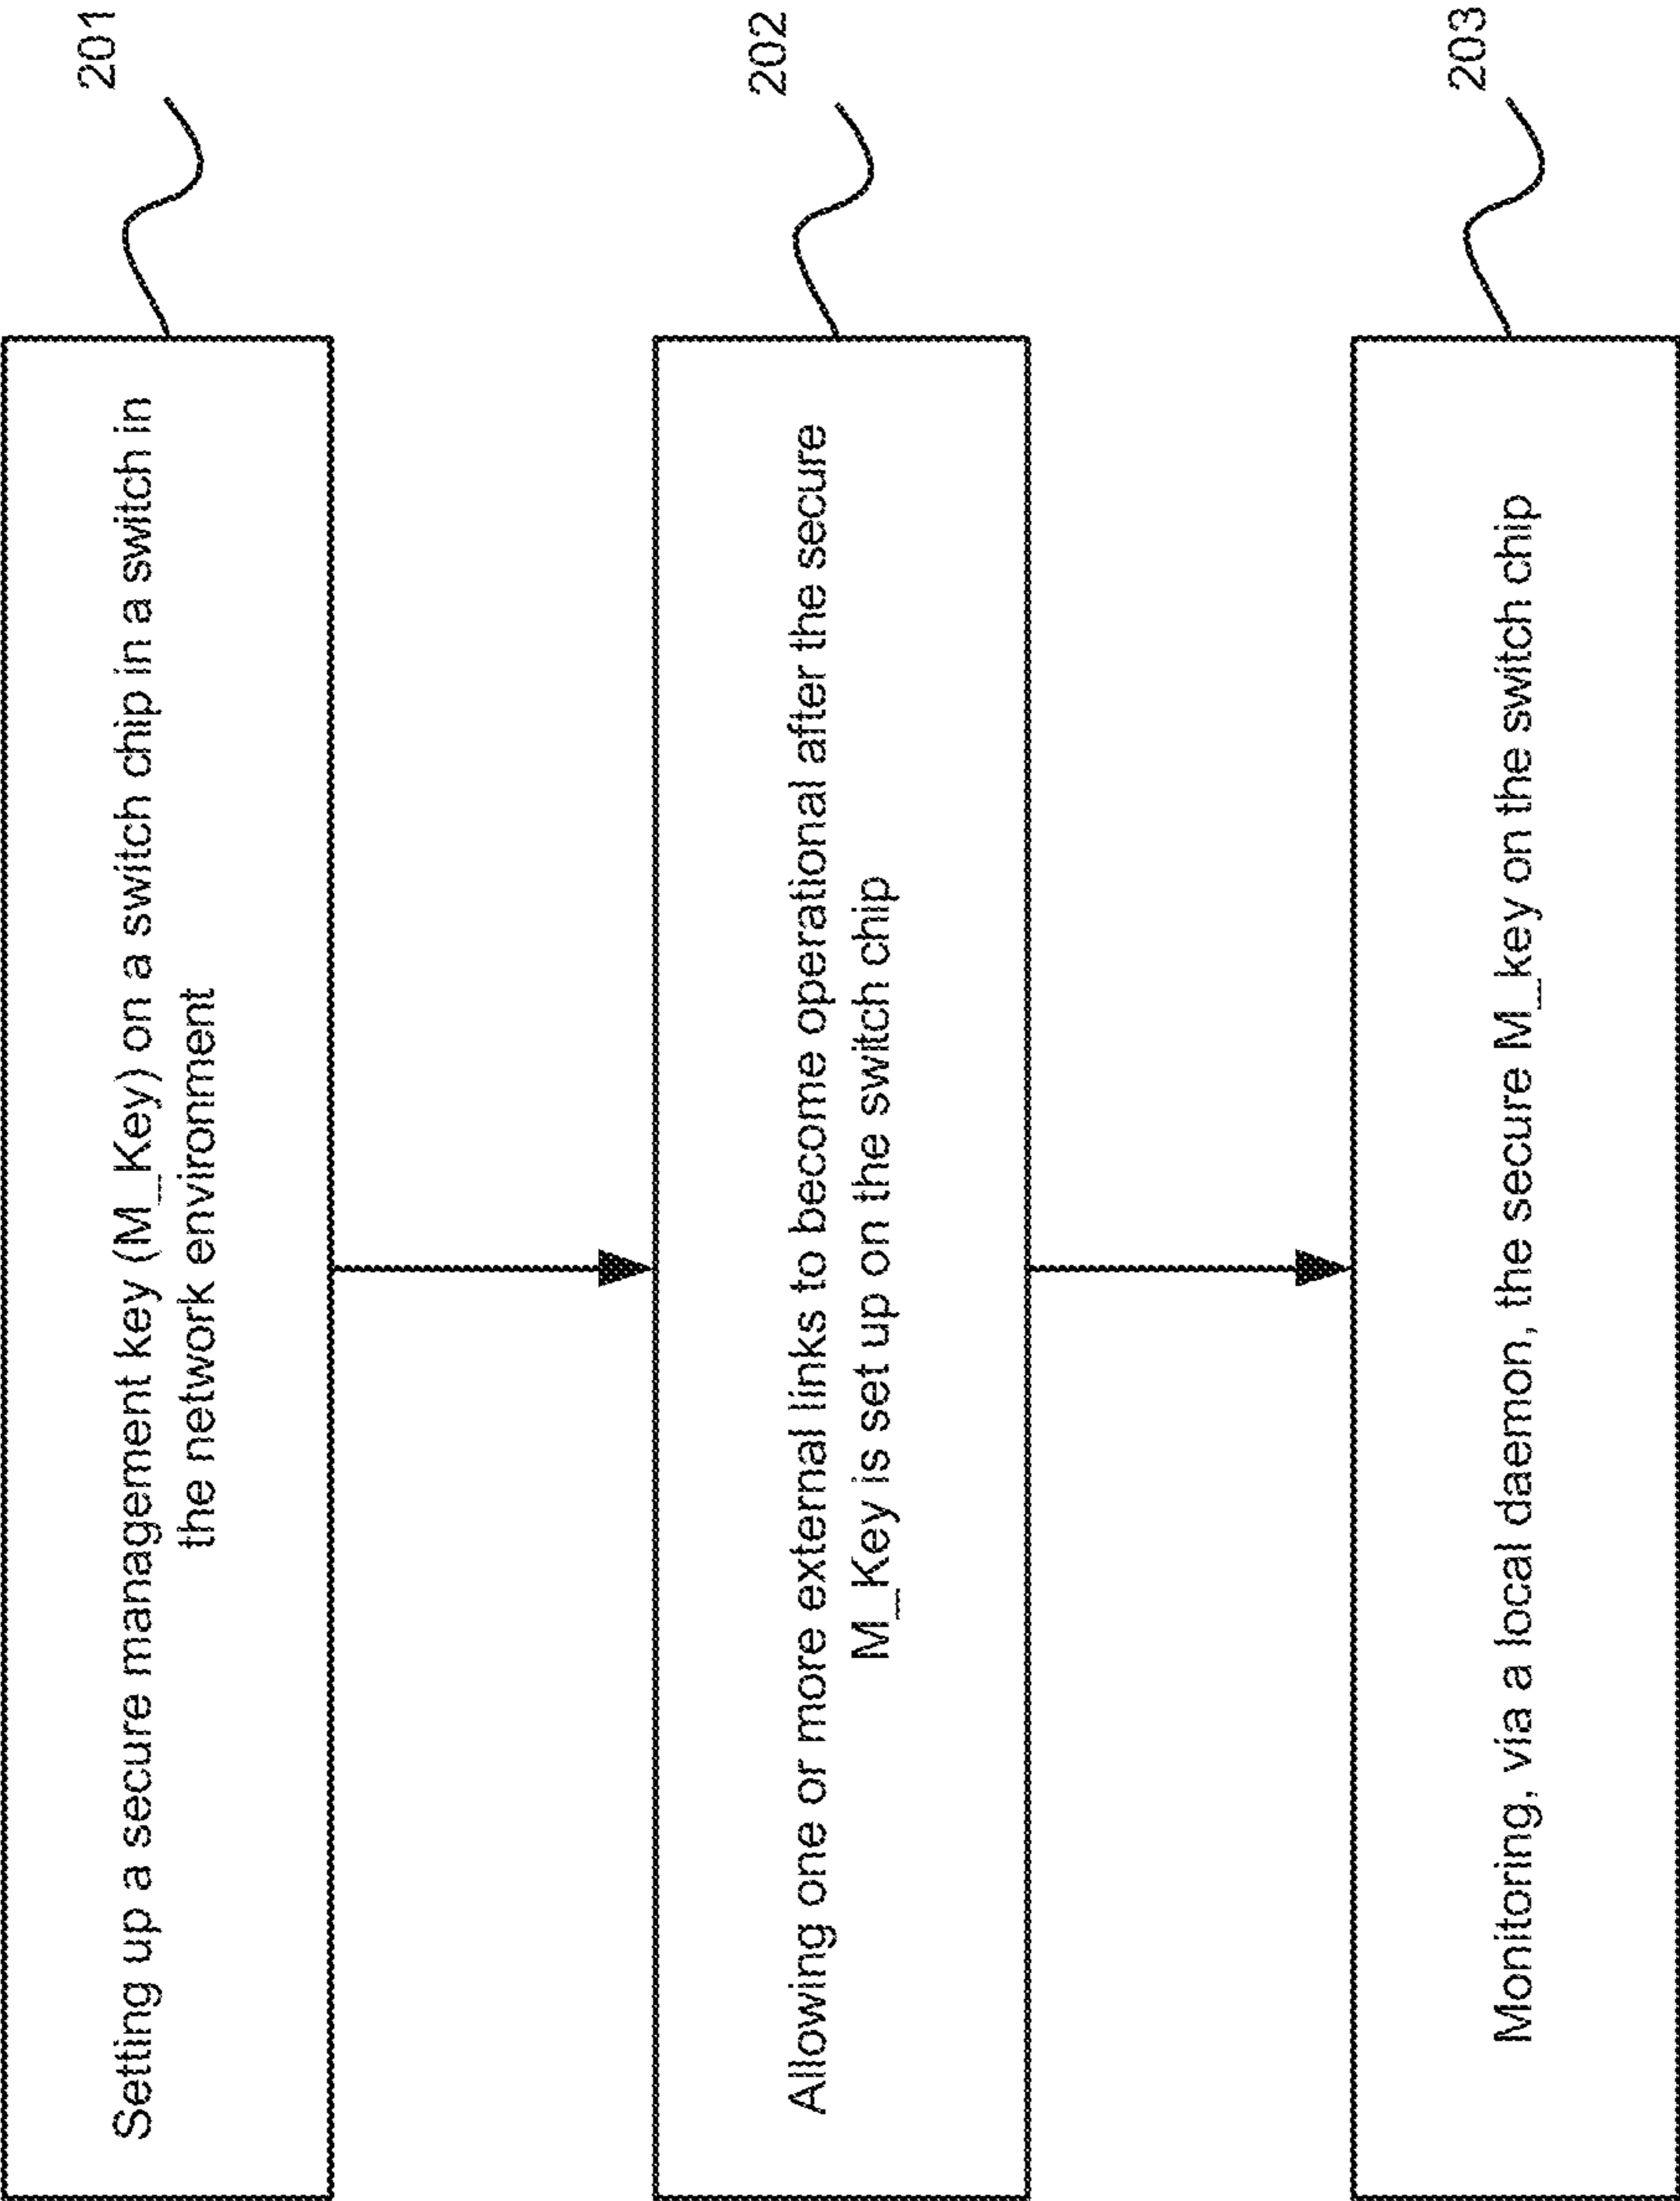 Setting up a secure management key (M_Key) on a switch chip in a switch in
the network environment
201
Allowing one or more external links to become operational after the secure
M_Key is set up on the switch chip
202
Monitoring, via a local daemon, the secure M_key on the switch chip
203